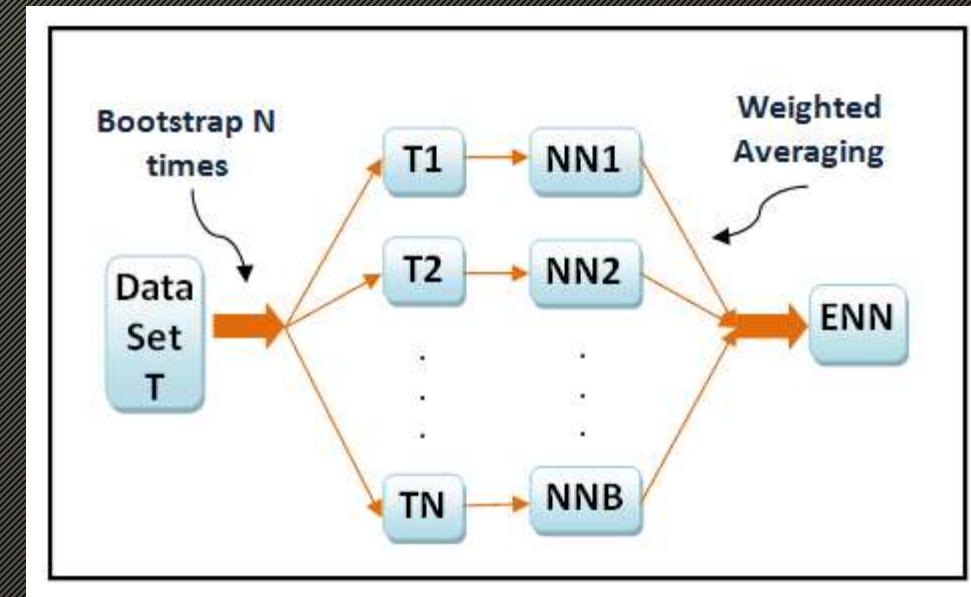 Bootstrap N
times
Weighted
Averaging
T1
NN1
T2
NN2
Data
Set
T
ENN
.
.
.
.
.
.
TN
NNB